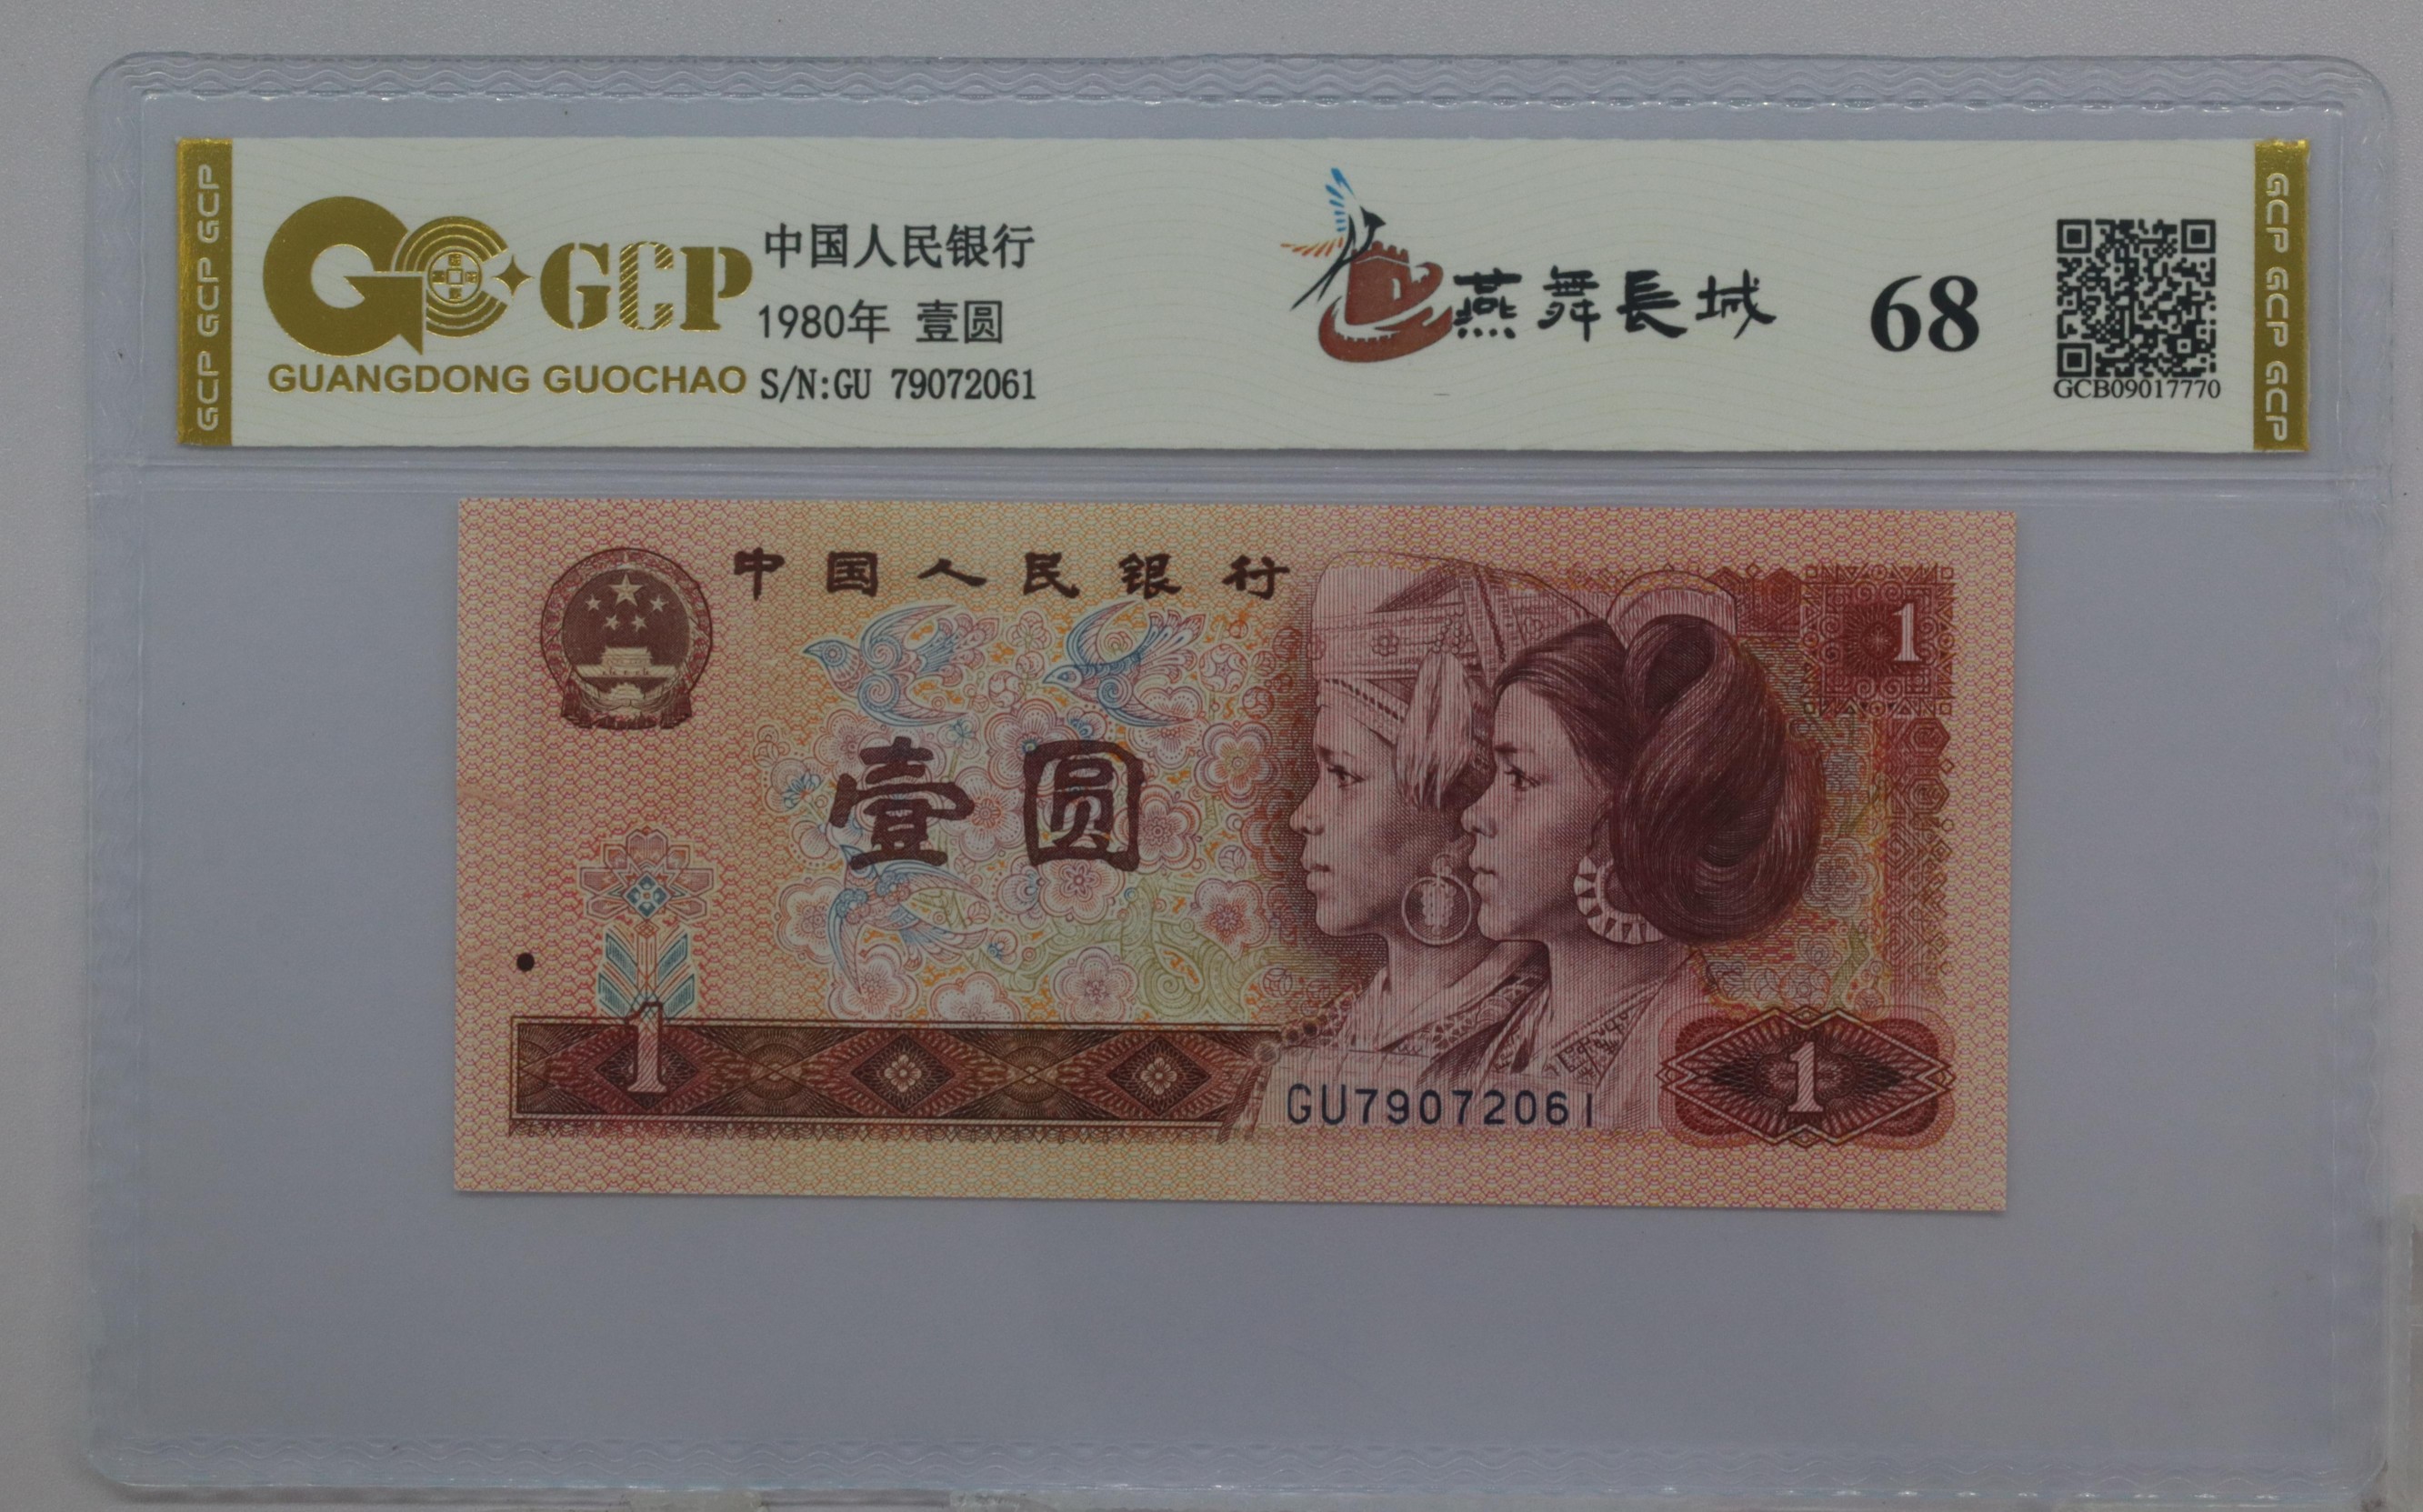 GCP GCP GCP
GCP
GUANGDONG GUOCHAO
中国人民银行
1980年 壹圆
S/N:GU 79072061
燕舞長城
68
GCB09017770
GCP GCP GCP
中国人民银行
1
壹圆
1
GU79072061
1